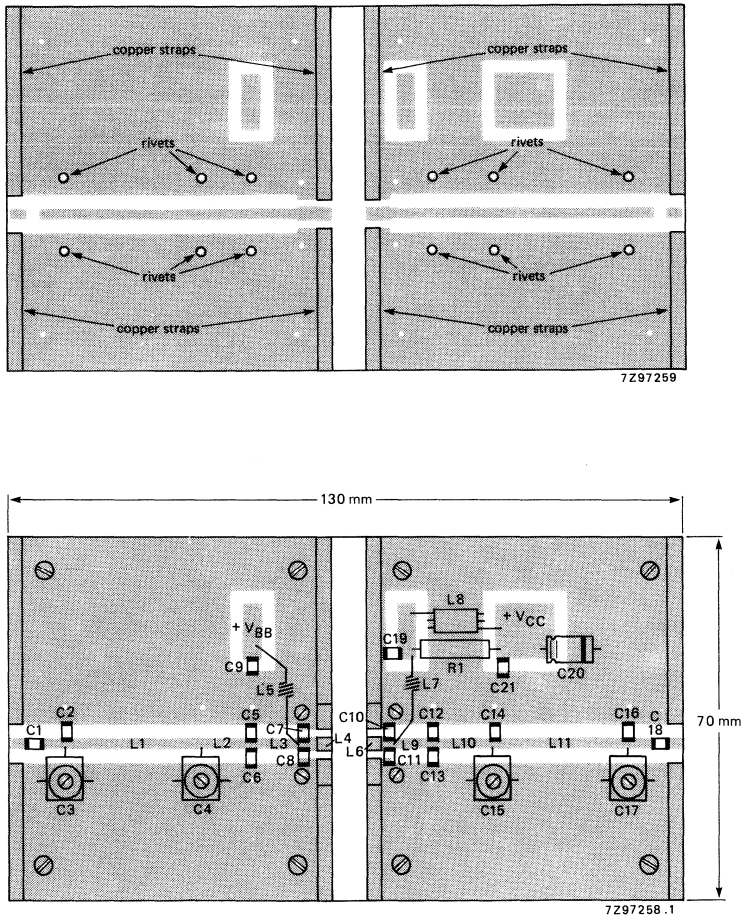 copper straps
copper straps
rivets
rivets
rivets
rivets
copper straps
copper straps
7Z97259
130 mm
L8
+ VCC
+ VBB
C19
C9
R1
C20
L5
L7
C21
C1
C2
C5
C7
C10
C12
C14
C16
C
18
70 mm
L1
L2
L3
L4
L6
L9
L10
L11
C6
C8
C11
C13
C3
C4
C15
C17
7Z97258.1